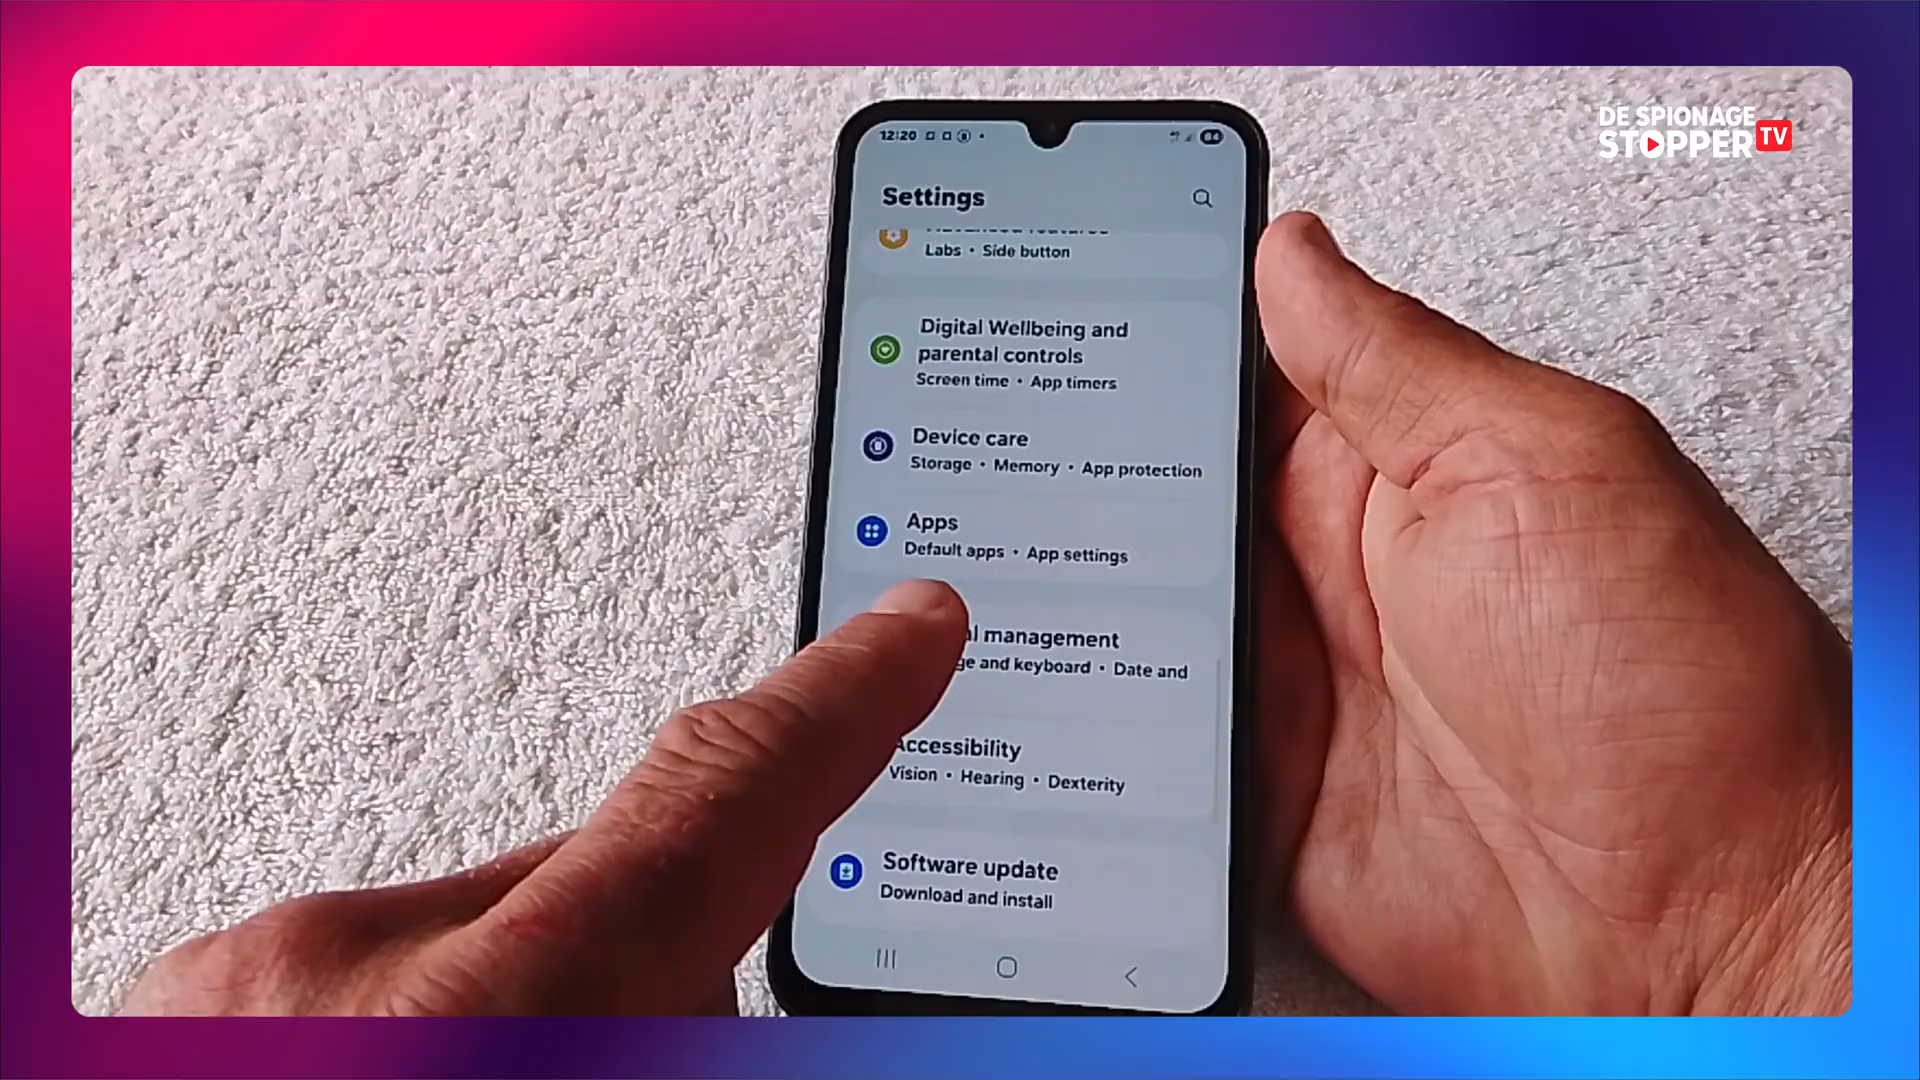 DE SPIONAGE
STOPPER TV
12:20
Settings
Labs • Side button
Digital Wellbeing and
parental controls
Screen time • App timers
Device care
Storage • Memory • App protection
Apps
Default apps • App settings
al management
ge and keyboard • Date and
Accessibility
Vision • Hearing • Dexterity
Software update
Download and install